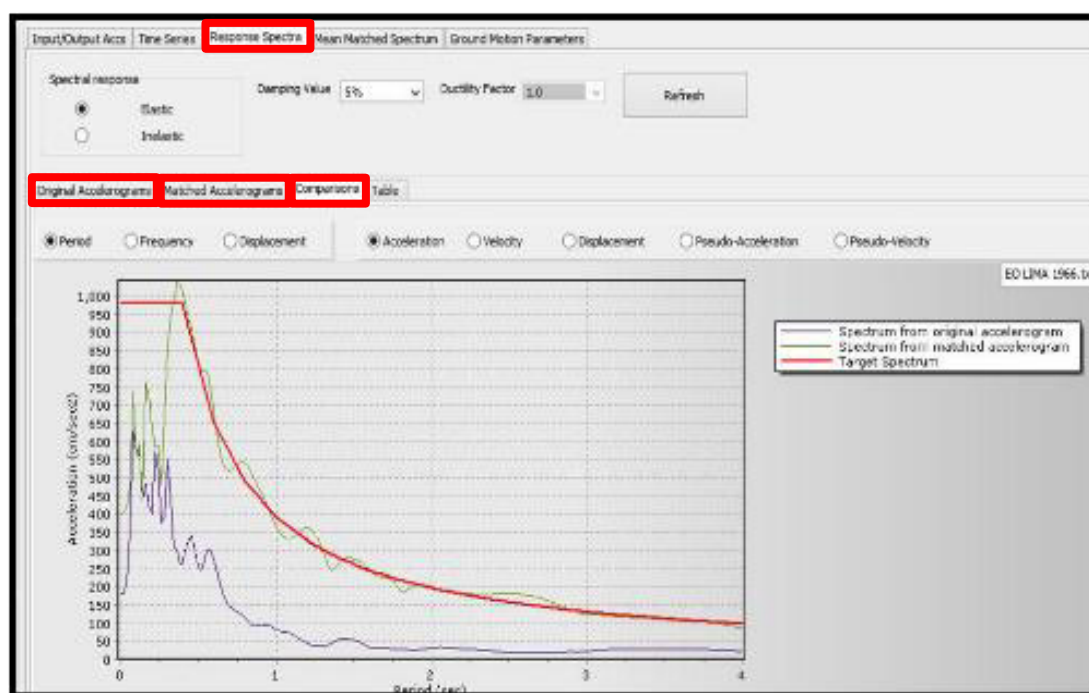 Input/Output Accs Time Series Response Spectra Mean Matched Spectrum Ground Motion Parameters
Spectral response
Damping Value 5% Ductility Factor 1.0 Refresh
Elastic
Inelastic
Original Accelerograms Matched Accelerograms Comparisons Table
Period Frequency Displacement Acceleration Velocity Displacement Pseudo-Acceleration Pseudo-Velocity
EO LIMA 1966.tx
Spectrum from original accelerogram
Spectrum from matched accelerogram
Target Spectrum
Acceleration (cm/sec2)
1,000
950
900
850
800
750
700
650
600
550
500
450
400
350
300
250
200
150
100
50
0
0 1 2 3 4
Period (sec)